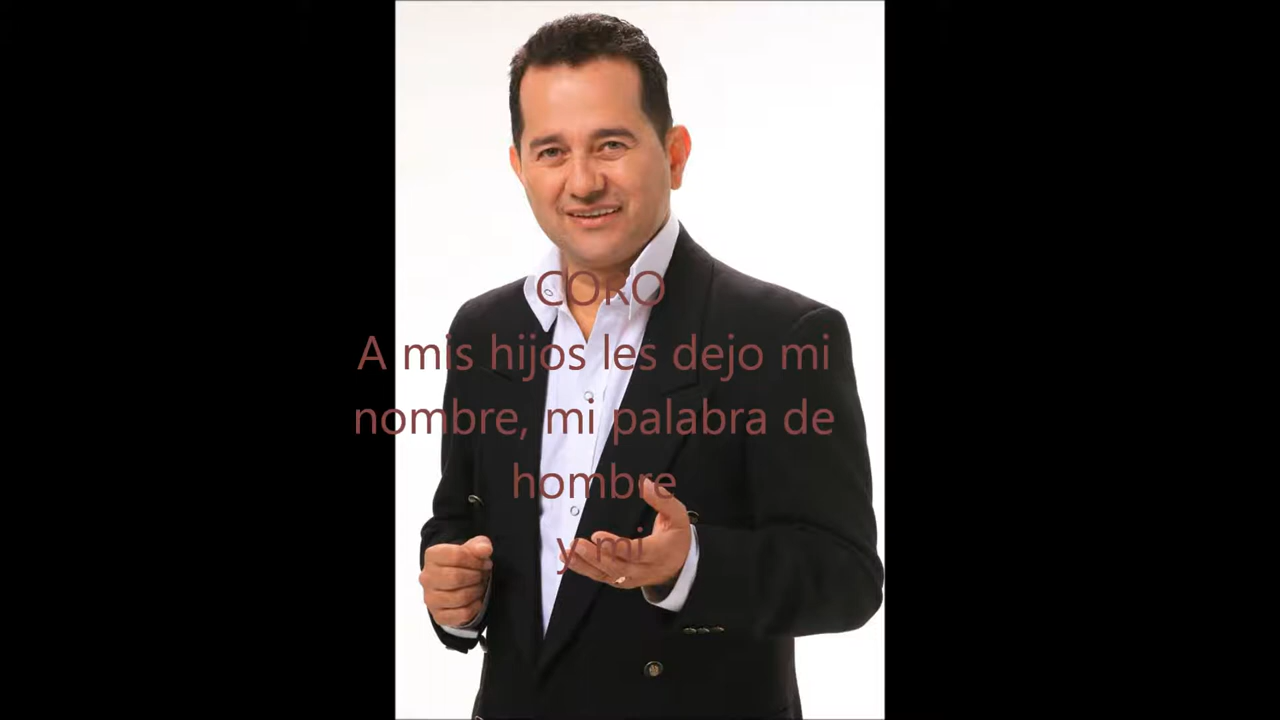 CORO
A mis hijos les dejo mi
nombre, mi palabra de
hombre
y mi